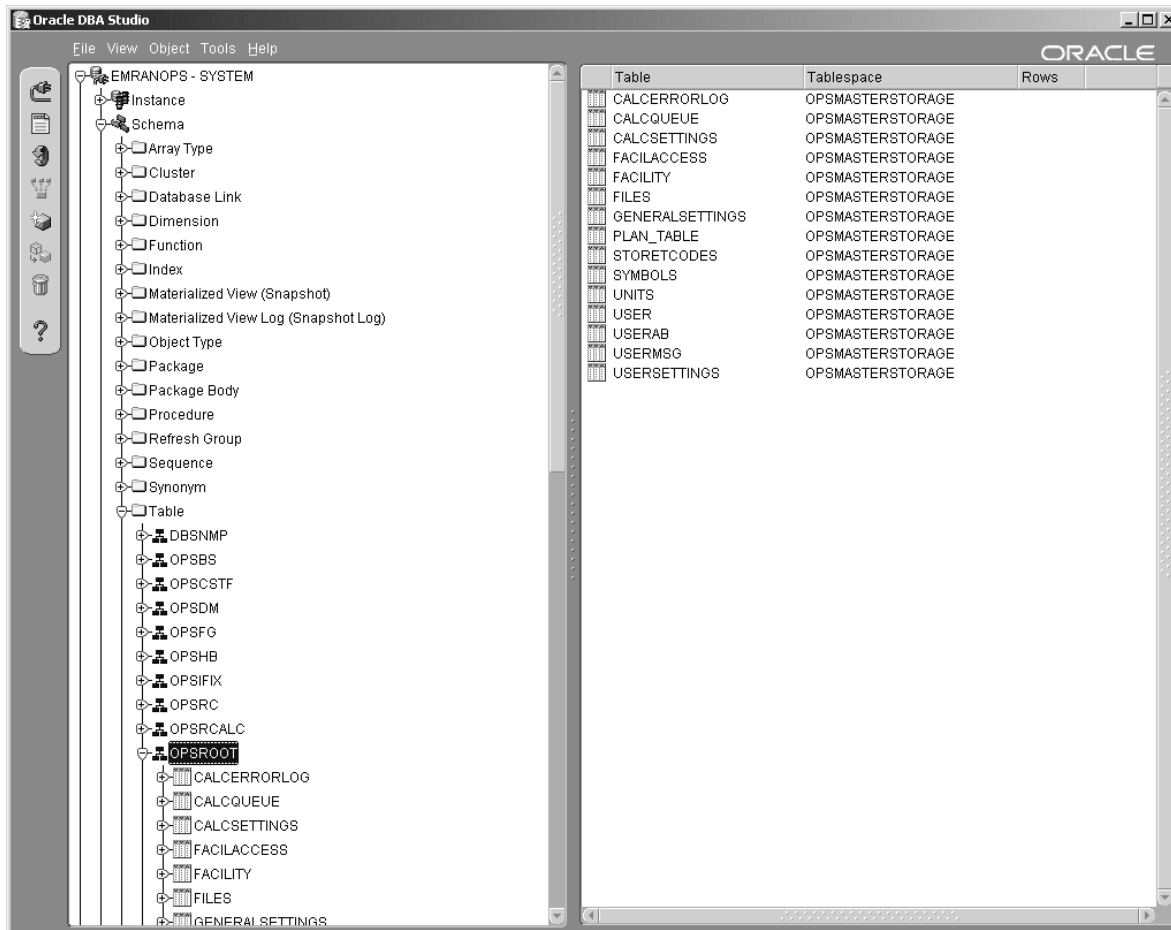 Oracle DBA Studio
File View Object Tools Help
ORACLE
EMRANOPS - SYSTEM
Instance
Schema
Array Type
Cluster
Database Link
Dimension
Function
Index
Materialized View (Snapshot)
Materialized View Log (Snapshot Log)
Object Type
Package
Package Body
Procedure
Refresh Group
Sequence
Synonym
Table
DBSNMP
OPSBS
OPSCSTF
OPSDM
OPSFG
OPSHB
OPSIFIX
OPSRC
OPSRCALC
OPSROOT
CALCERRORLOG
CALCQUEUE
CALCSETTINGS
FACILACCESS
FACILITY
FILES
GENERALSETTINGS
Table Tablespace Rows
CALCERRORLOG OPSMASTERSTORAGE
CALCQUEUE OPSMASTERSTORAGE
CALCSETTINGS OPSMASTERSTORAGE
FACILACCESS OPSMASTERSTORAGE
FACILITY OPSMASTERSTORAGE
FILES OPSMASTERSTORAGE
GENERALSETTINGS OPSMASTERSTORAGE
PLAN_TABLE OPSMASTERSTORAGE
STORETCODES OPSMASTERSTORAGE
SYMBOLS OPSMASTERSTORAGE
UNITS OPSMASTERSTORAGE
USER OPSMASTERSTORAGE
USERAB OPSMASTERSTORAGE
USERMSG OPSMASTERSTORAGE
USERSETTINGS OPSMASTERSTORAGE